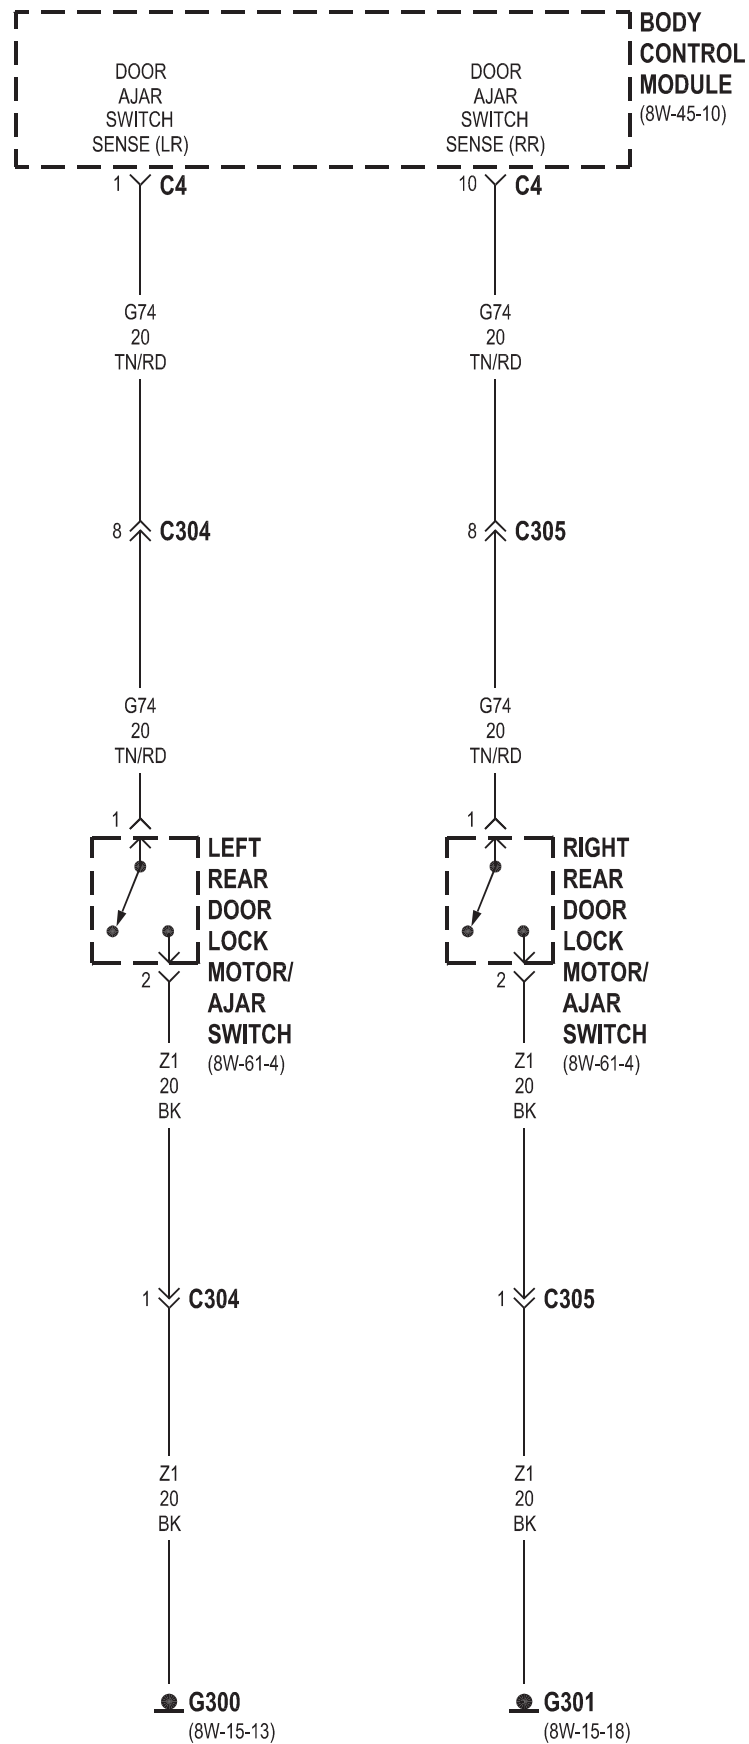 BODY
CONTROL
MODULE
(8W-45-10)
DOOR
AJAR
SWITCH
SENSE (LR)
DOOR
AJAR
SWITCH
SENSE (RR)
1 C4
10 C4
G74
20
TN/RD
G74
20
TN/RD
8 C304
8 C305
G74
20
TN/RD
G74
20
TN/RD
1
LEFT
REAR
DOOR
LOCK
MOTOR/
AJAR
SWITCH
(8W-61-4)
2
1
RIGHT
REAR
DOOR
LOCK
MOTOR/
AJAR
SWITCH
(8W-61-4)
2
Z1
20
BK
Z1
20
BK
1 C304
1 C305
Z1
20
BK
Z1
20
BK
G300
(8W-15-13)
G301
(8W-15-18)